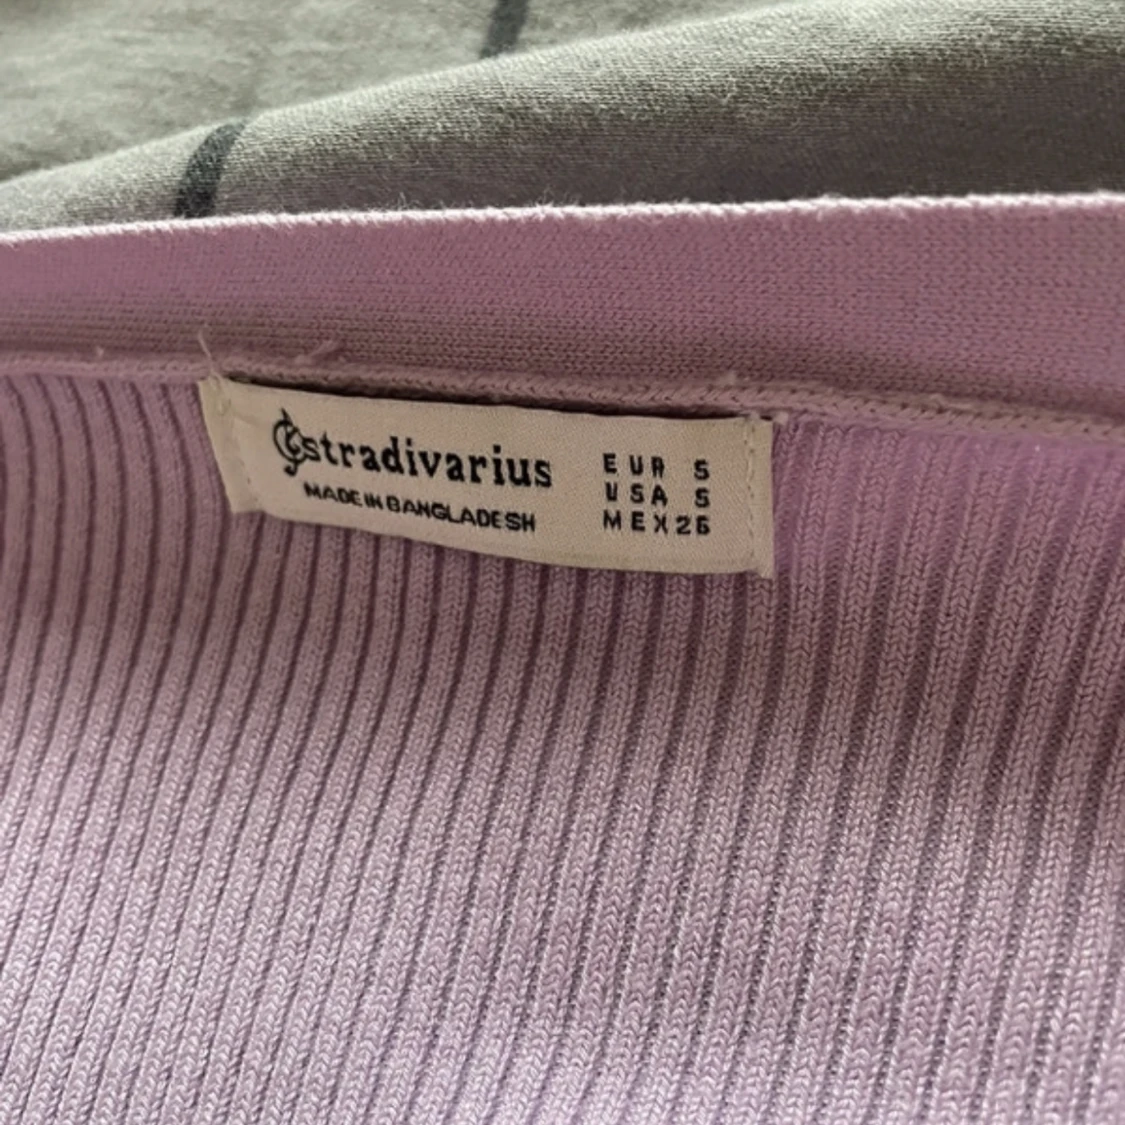 stradivarius
MADE IN BANGLADESH
EUR S
USA S
MEX 26